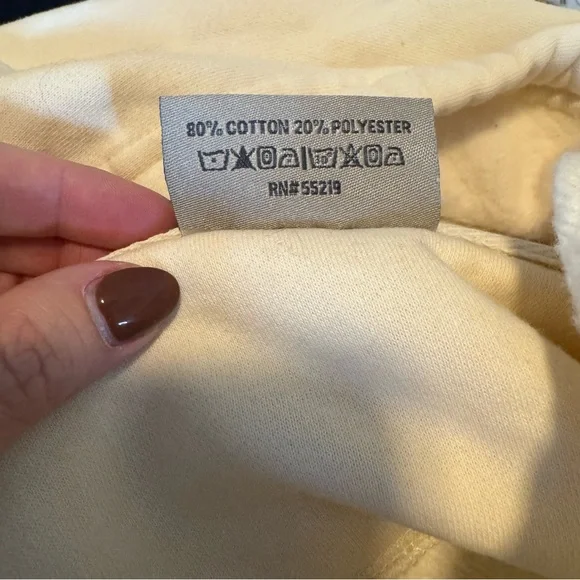 80% COTTON 20% POLYESTER
RN# 55219